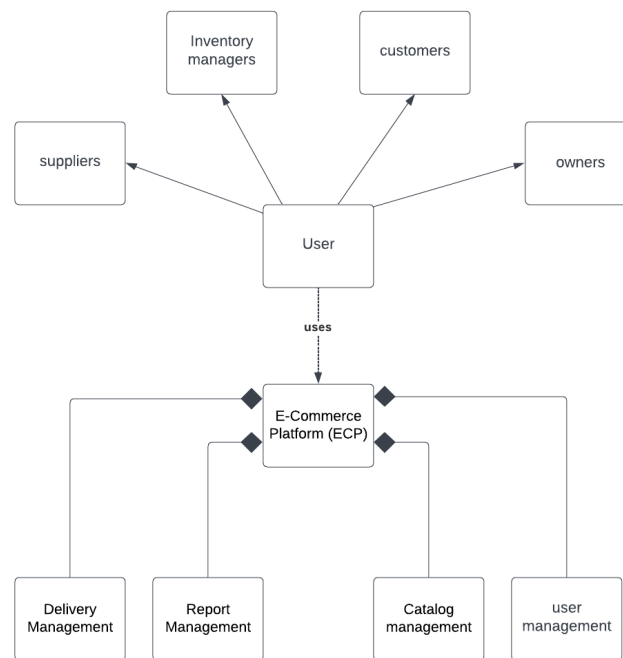 Inventory
managers
customers
suppliers
owners
User
uses
E-Commerce
Platform (ECP)
Delivery
Management
Report
Management
Catalog
management
user
management